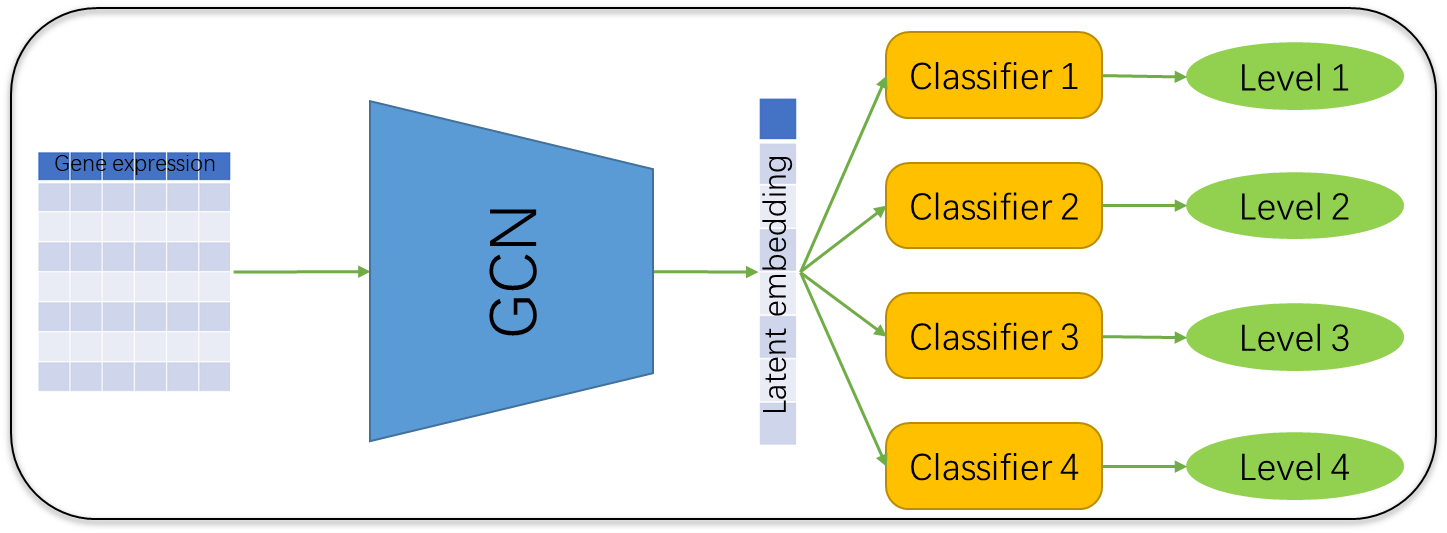 Gene expression
GCN
Latent embedding
Classifier 1
Level 1
Classifier 2
Level 2
Classifier 3
Level 3
Classifier 4
Level 4